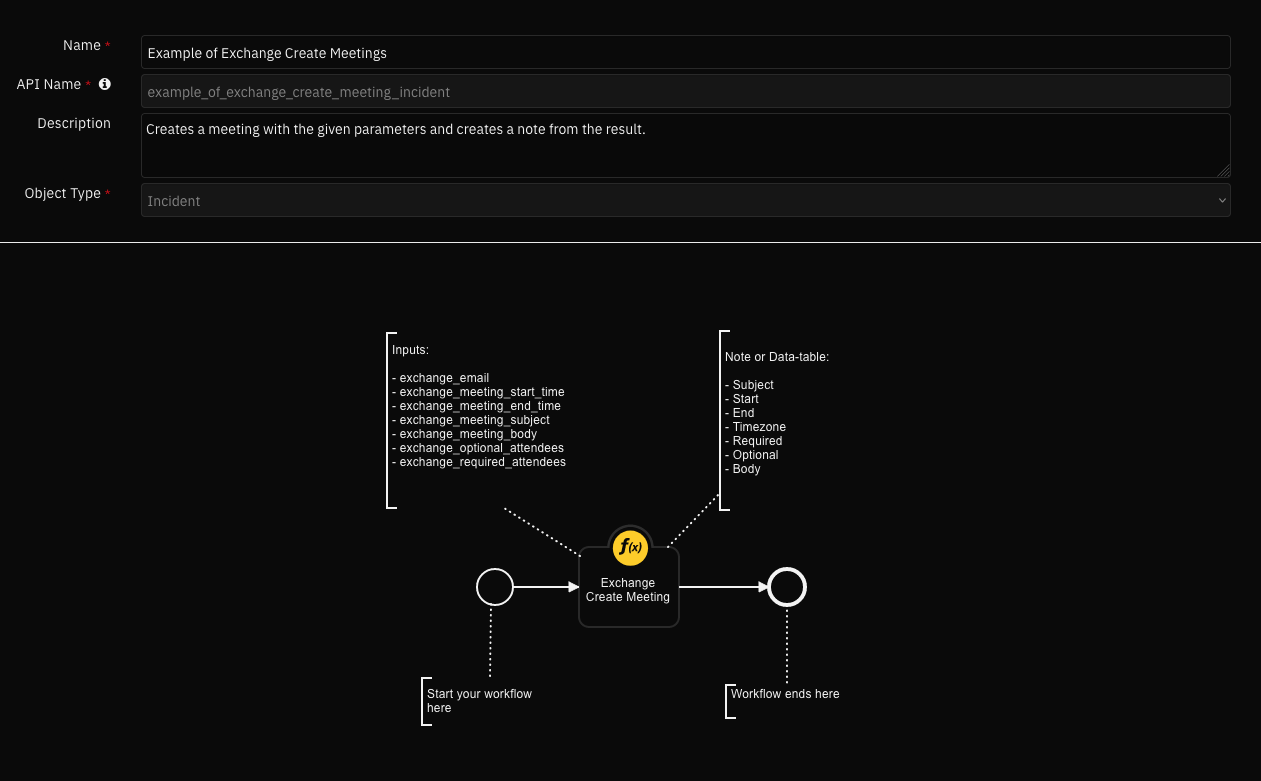 Name *
Example of Exchange Create Meetings
API Name *
example_of_exchange_create_meeting_incident
Description
Creates a meeting with the given parameters and creates a note from the result.
Object Type *
Incident
Inputs:
- exchange_email
- exchange_meeting_start_time
- exchange_meeting_end_time
- exchange_meeting_subject
- exchange_meeting_body
- exchange_optional_attendees
- exchange_required_attendees
Note or Data-table:
- Subject
- Start
- End
- Timezone
- Required
- Optional
- Body
f(x)
Exchange
Create Meeting
Start your workflow
here
Workflow ends here